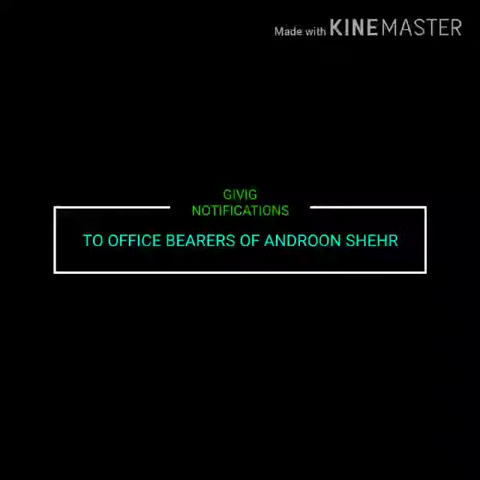 Made with KINEMASTER
GIVIG
NOTIFICATIONS
TO OFFICE BEARERS OF ANDROON SHEHR